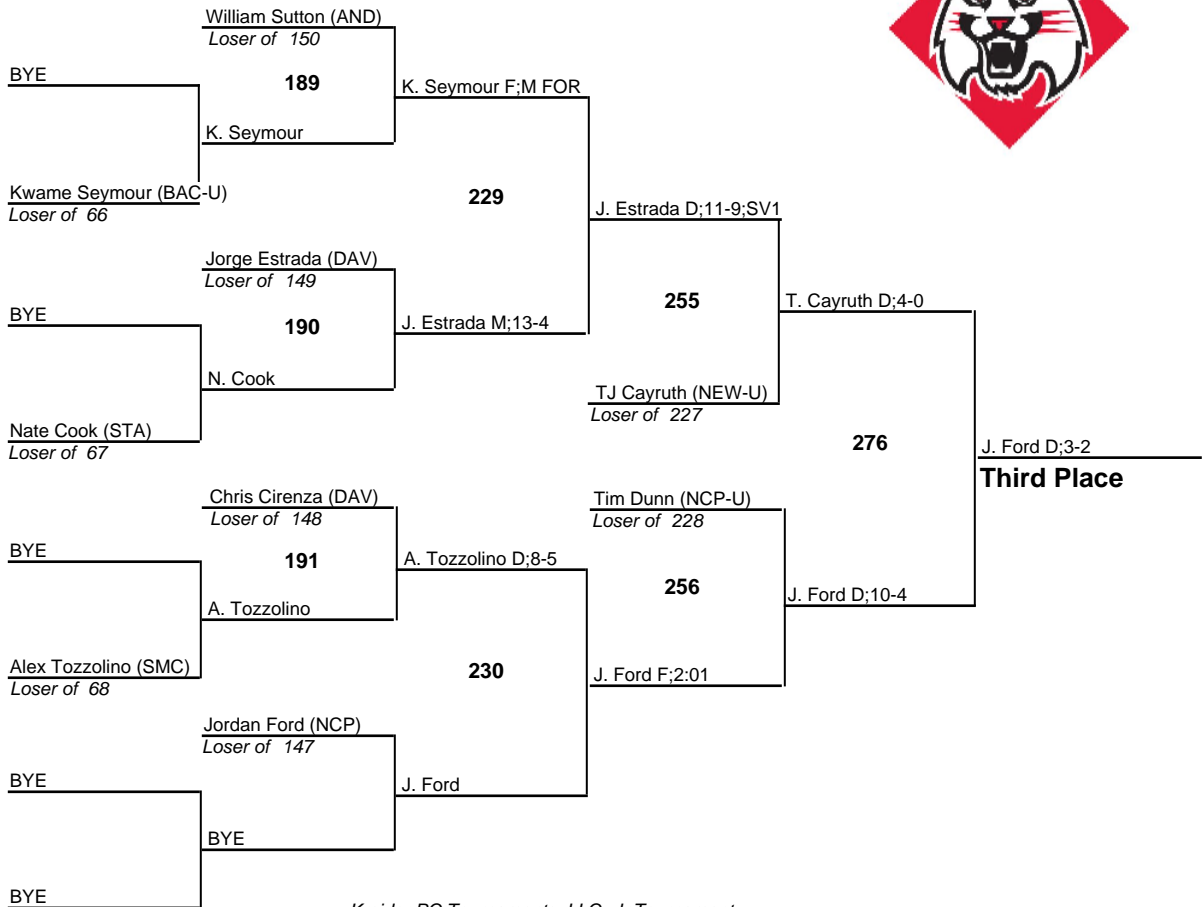 William Sutton (AND)
Loser of 150
BYE
189
K. Seymour F;M FOR
K. Seymour
Kwame Seymour (BAC-U)
Loser of 66
229
J. Estrada D;11-9;SV1
Jorge Estrada (DAV)
Loser of 149
255
T. Cayruth D;4-0
BYE
190
J. Estrada M;13-4
N. Cook
TJ Cayruth (NEW-U)
Loser of 227
Nate Cook (STA)
Loser of 67
276
J. Ford D;3-2
Third Place
Chris Cirenza (DAV)
Loser of 148
Tim Dunn (NCP-U)
Loser of 228
BYE
191
A. Tozzolino D;8-5
256
J. Ford D;10-4
A. Tozzolino
Alex Tozzolino (SMC)
Loser of 68
230
J. Ford F;2:01
Jordan Ford (NCP)
Loser of 147
BYE
J. Ford
BYE
BYE